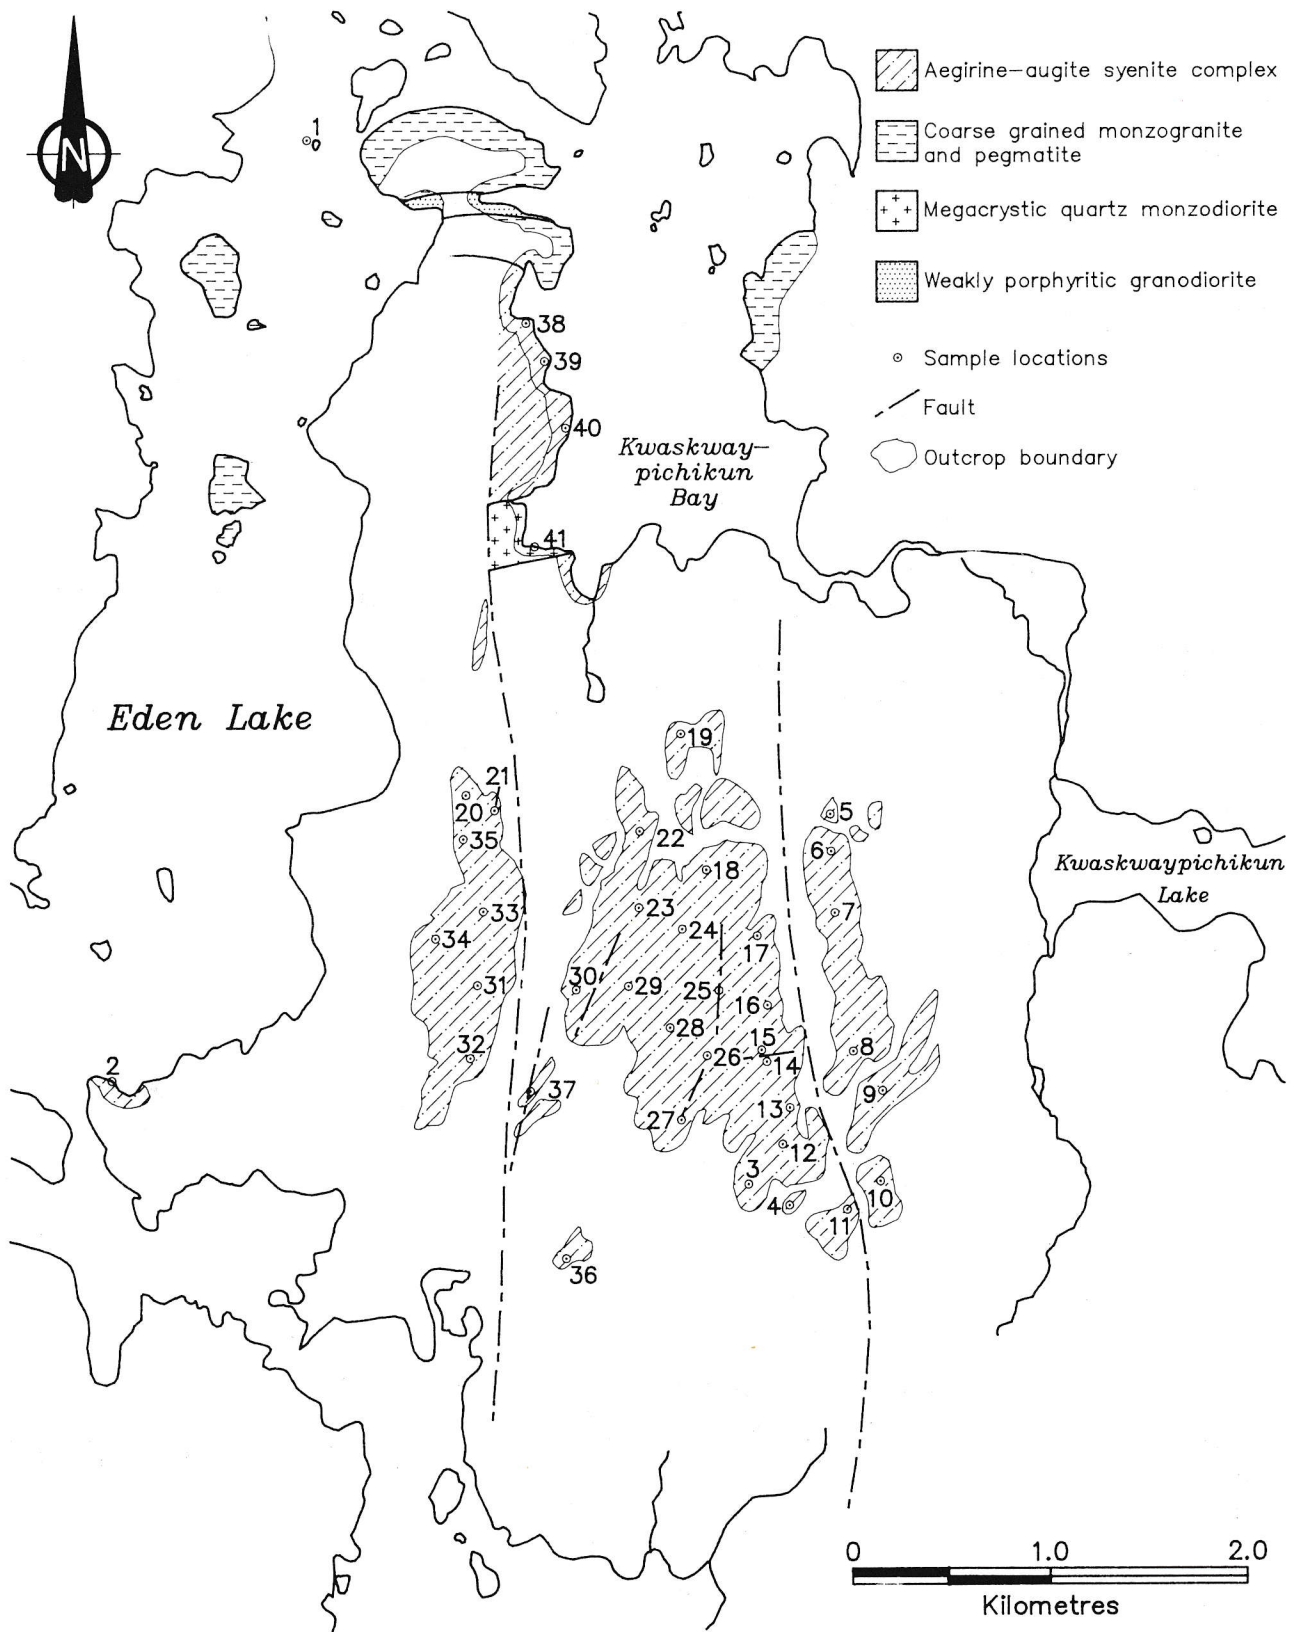 N
Aegirine–augite syenite complex
Coarse grained monzogranite
and pegmatite
Megacrystic quartz monzodiorite
Weakly porphyritic granodiorite
Sample locations
Fault
Outcrop boundary
1
38
39
40
Kwaskway–
pichikun
Bay
41
Eden Lake
19
21
20
5
35
22
6
Kwaskwaypichikun
Lake
18
33
23
7
34
24
17
31
30
29
25
16
28
15
8
32
26
14
2
37
9
13
27
12
3
10
4
11
36
0 1.0 2.0
Kilometres